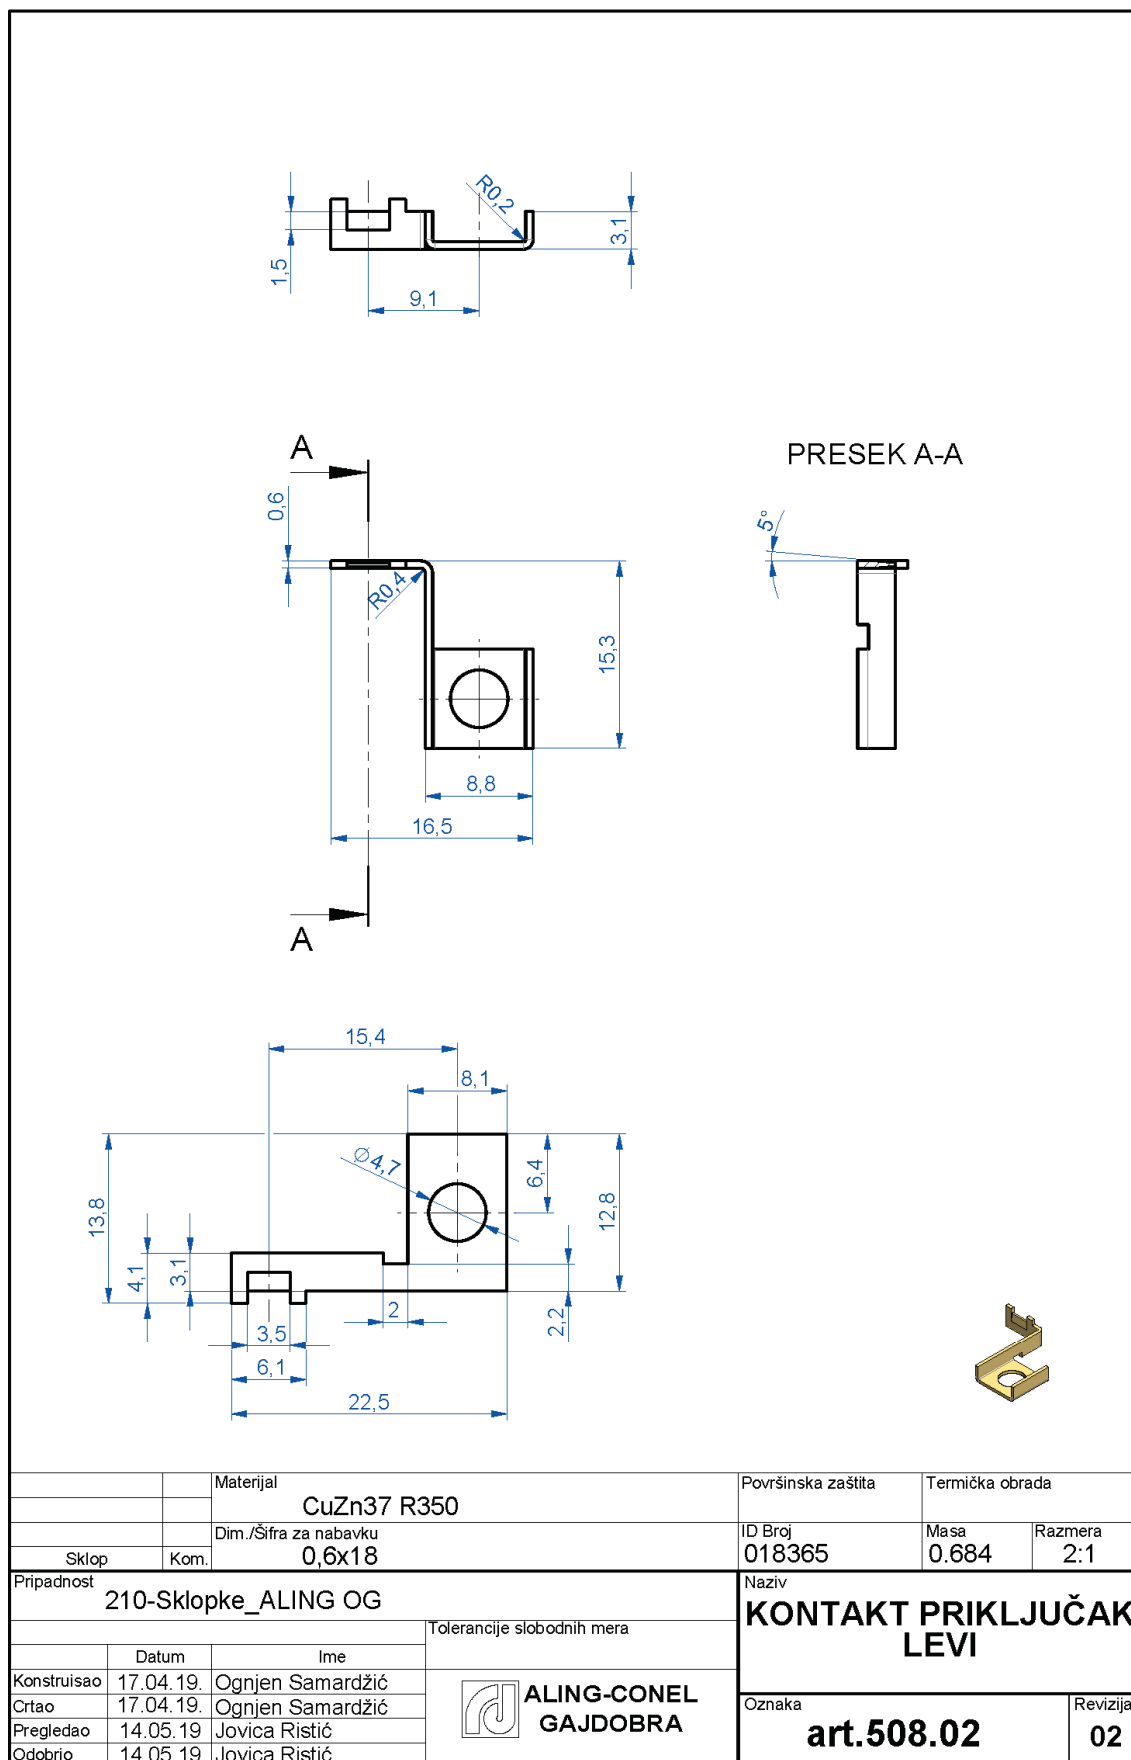 R0,2
3,1
1,5
9,1
A
PRESEK A-A
0,6
5°
R0,4
15,3
8,8
16,5
A
15,4
8,1
Ø4,7
6,4
13,8
12,8
4,1
3,1
2
2,2
3,5
6,1
22,5
Materijal
CuZn37 R350
Površinska zaštita
Termička obrada
Dim./Šifra za nabavku
0,6x18
ID Broj
018365
Masa
0.684
Razmera
2:1
Sklop
Kom.
Pripadnost
210-Sklopke_ALING OG
Naziv
KONTAKT PRIKLJUČAK
LEVI
Tolerancije slobodnih mera
Datum
Ime
Konstruisao 17.04.19. Ognjen Samardžić
Crtao 17.04.19. Ognjen Samardžić
Pregledao 14.05.19 Jovica Ristić
Odobrio 14.05.19 Jovica Ristić
ALING-CONEL
GAJDOBRA
Oznaka
art.508.02
Revizija
02